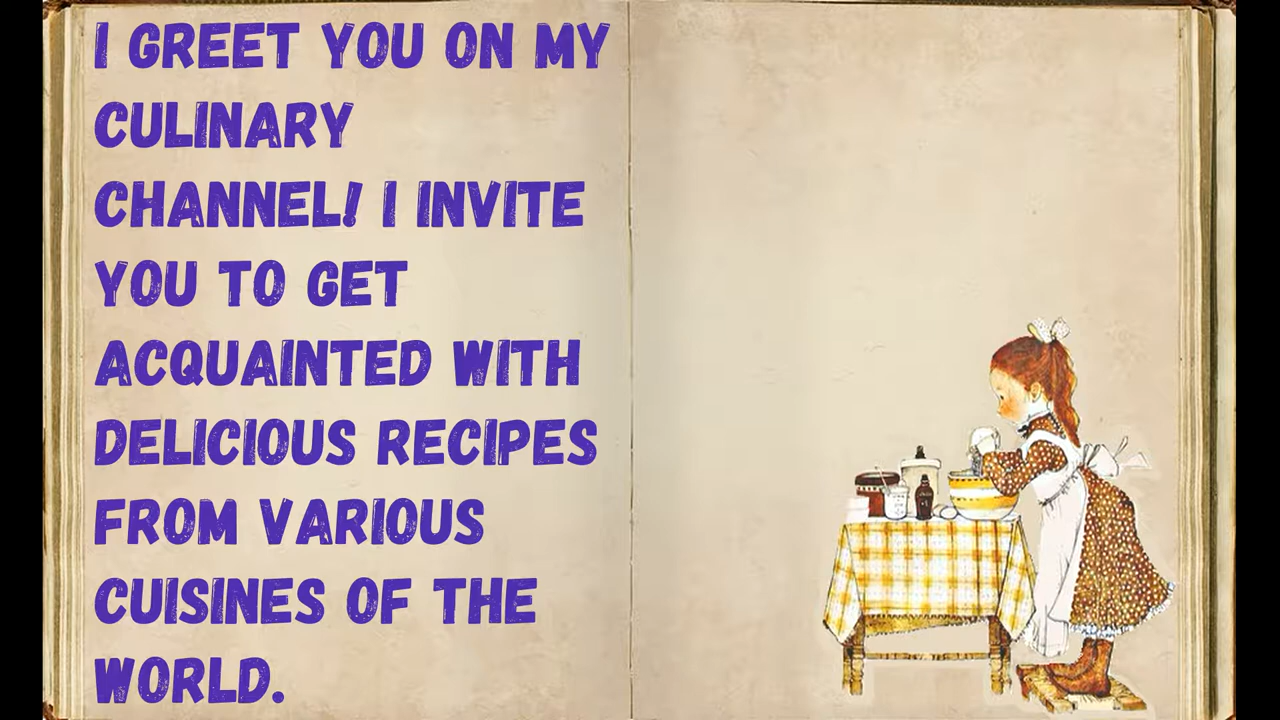 I GREET YOU ON MY
CULINARY
CHANNEL! I INVITE
YOU TO GET
ACQUAINTED WITH
DELICIOUS RECIPES
FROM VARIOUS
CUISINES OF THE
WORLD.